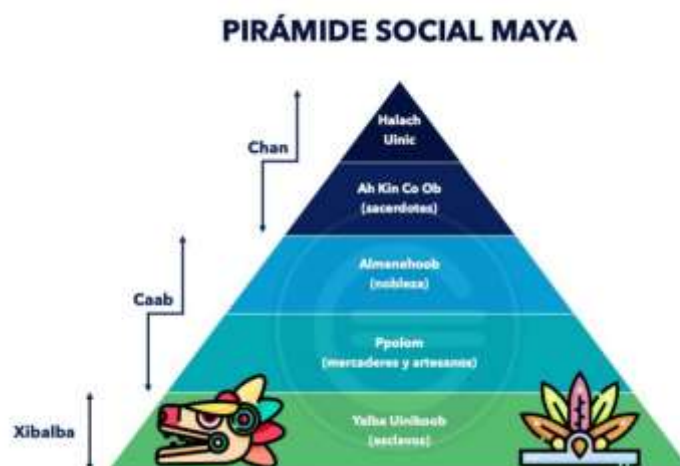 PIRÁMIDE SOCIAL MAYA
Halach
Uinic
Chan
Ah Kin Co Ob
(sacerdotes)
Almenehoob
(nobleza)
Caab
Ppolom
(mercaderes y artesanos)
Xibalba
Yalba Uinikoob
(esclavos)